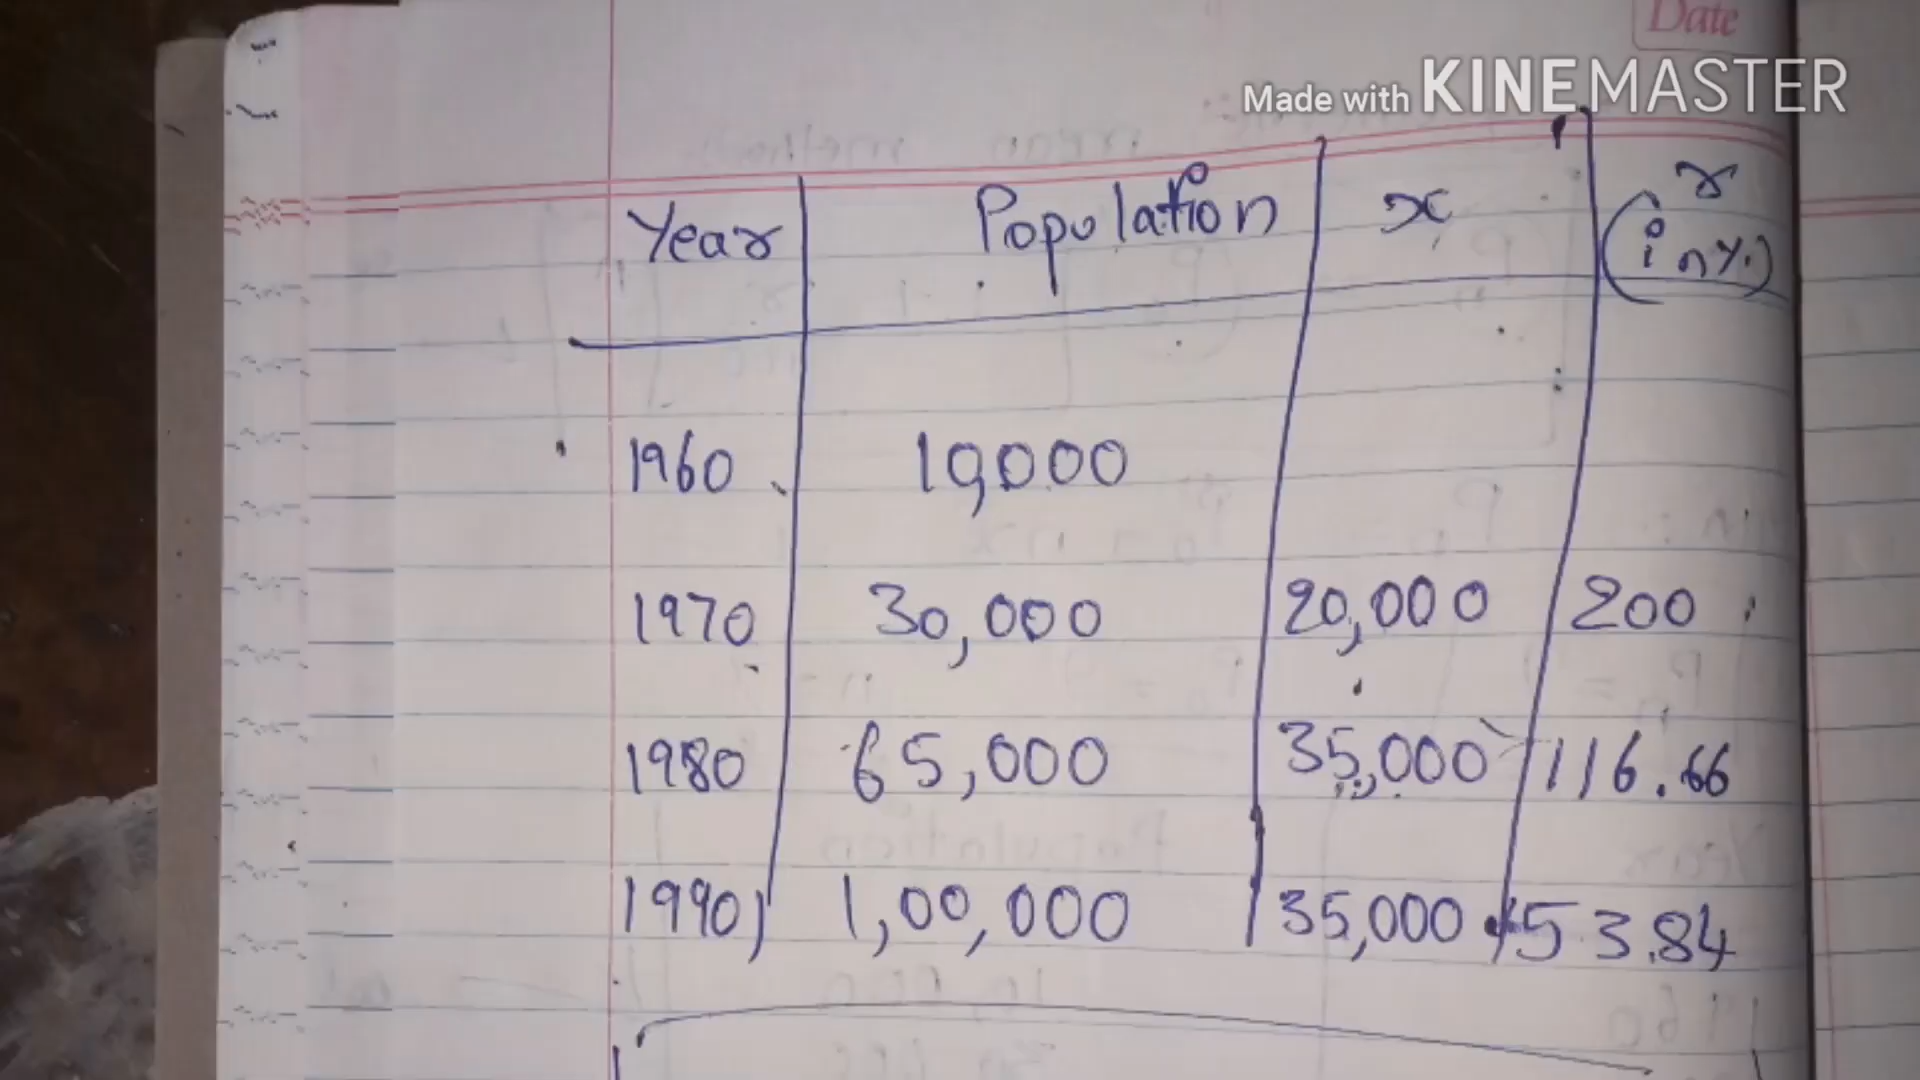 Date
Made with KINEMASTER
Year Population x r
(in %)
1960 10,000
1970 30,000 20,000 200
1980 65,000 35,000 116.66
1990 1,00,000 35,000 53.84